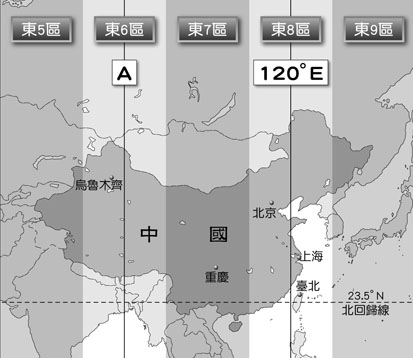 東5區 東6區 東7區 東8區 東9區
A 120°E
烏魯木齊
北京
中國
上海
重慶
臺北
23.5°N
北回歸線